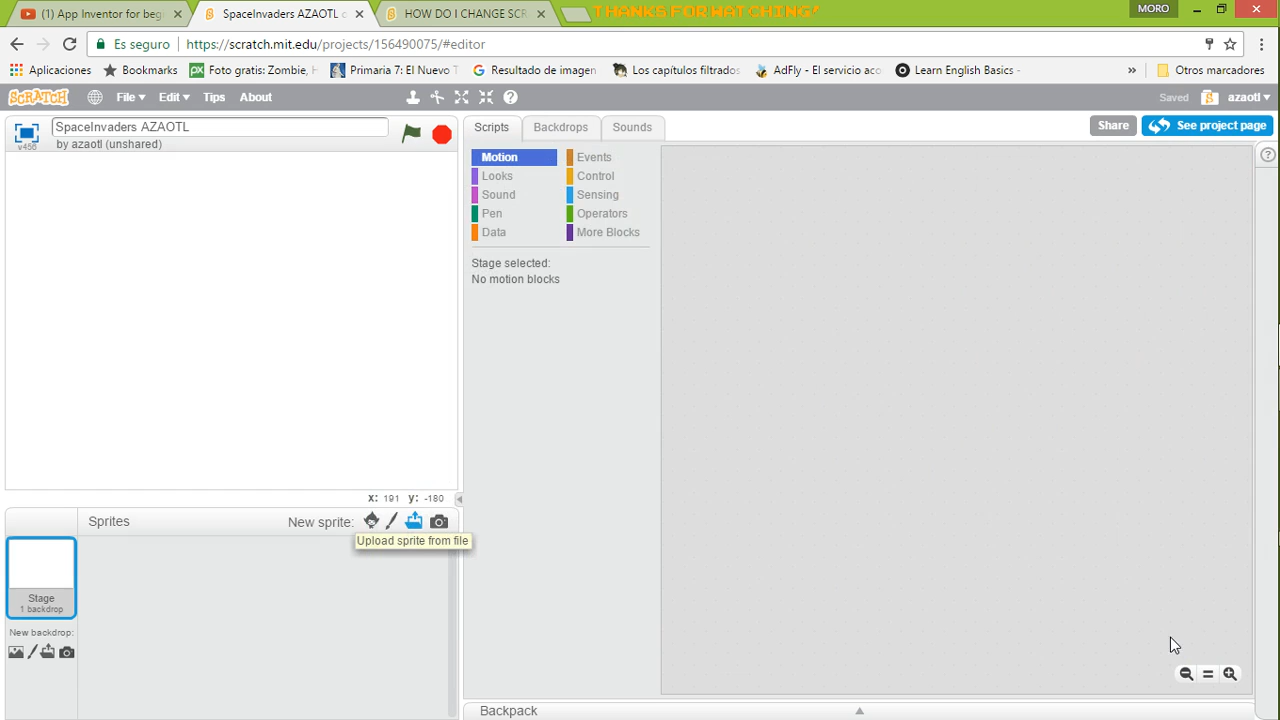 (1) App Inventor for begi
SpaceInvaders AZAOTL o
HOW DO I CHANGE SCR
THANKS FOR WATCHING*
MORO
Es seguro
https://scratch.mit.edu/projects/156490075/#editor
Aplicaciones
Bookmarks
Foto gratis: Zombie, H
Primaria 7: El Nuevo T
Resultado de imagen
Los capítulos filtrados
AdFly - El servicio aco
Learn English Basics -
»
Otros marcadores
SCRATCH
File
Edit
Tips
About
Saved
azaotl
v456
SpaceInvaders AZAOTL
by azaotl (unshared)
Scripts
Backdrops
Sounds
Share
See project page
Motion
Looks
Sound
Pen
Data
Events
Control
Sensing
Operators
More Blocks
Stage selected:
No motion blocks
x: 191 y: -180
Sprites
New sprite:
Upload sprite from file
Stage
1 backdrop
New backdrop:
Backpack